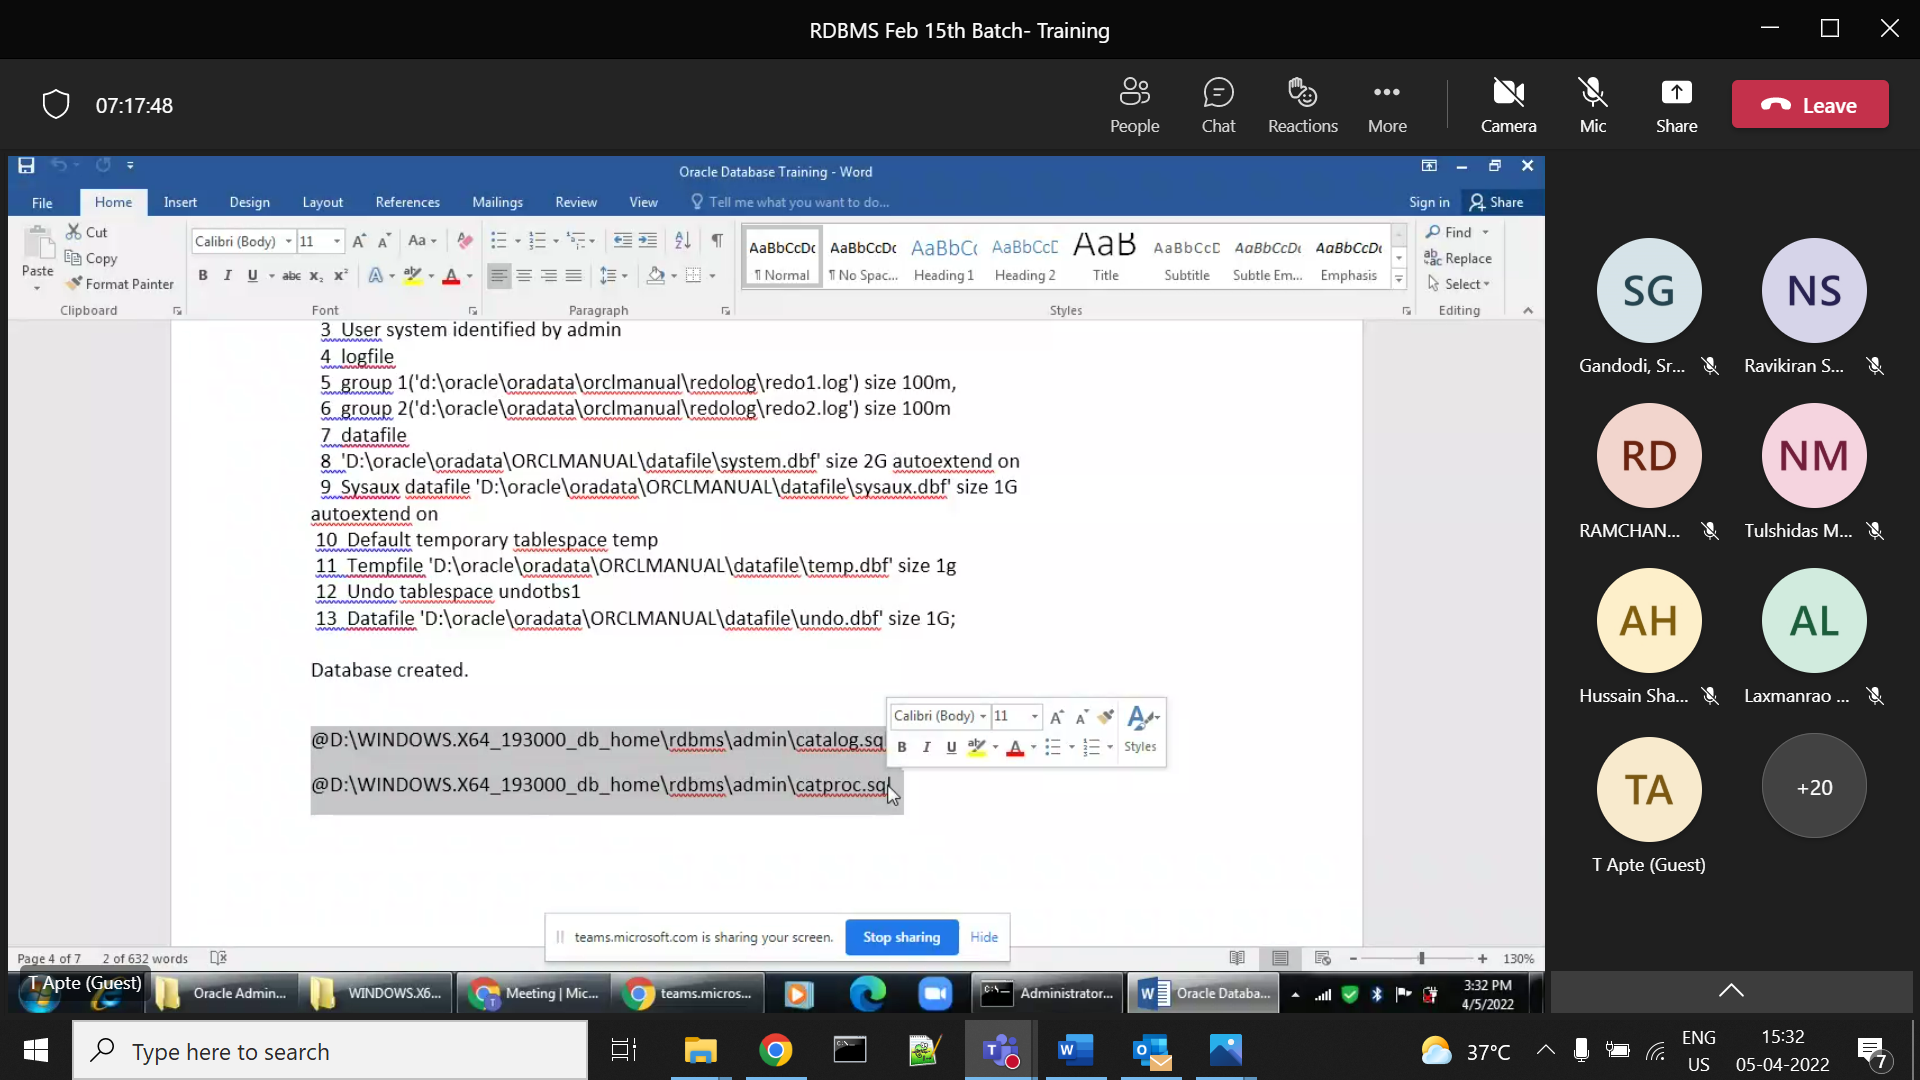 RDBMS Feb 15th Batch- Training
07:17:48
People
Chat
Reactions
More
Camera
Mic
Share
Leave
Oracle Database Training - Word
File
Home
Insert
Design
Layout
References
Mailings
Review
View
Tell me what you want to do...
Sign in
Share
Paste
Cut
Copy
Format Painter
Clipboard
Calibri (Body)
11
Font
Paragraph
AaBbCcDc
¶ Normal
AaBbCcDc
¶ No Spac...
AaBbCc
Heading 1
AaBbCcC
Heading 2
AaB
Title
AaBbCcD
Subtitle
AaBbCcDc
Subtle Em...
AaBbCcDc
Emphasis
Styles
Find
Replace
Select
Editing
3 User system identified by admin
4 logfile
5 group 1('d:\oracle\oradata\orclmanual\redolog\redo1.log') size 100m,
6 group 2('d:\oracle\oradata\orclmanual\redolog\redo2.log') size 100m
7 datafile
8 'D:\oracle\oradata\ORCLMANUAL\datafile\system.dbf' size 2G autoextend on
9 Sysaux datafile 'D:\oracle\oradata\ORCLMANUAL\datafile\sysaux.dbf' size 1G
autoextend on
10 Default temporary tablespace temp
11 Tempfile 'D:\oracle\oradata\ORCLMANUAL\datafile\temp.dbf' size 1g
12 Undo tablespace undotbs1
13 Datafile 'D:\oracle\oradata\ORCLMANUAL\datafile\undo.dbf' size 1G;
Database created.
Calibri (Body)
11
Styles
@D:\WINDOWS.X64_193000_db_home\rdbms\admin\catalog.sql
@D:\WINDOWS.X64_193000_db_home\rdbms\admin\catproc.sql
teams.microsoft.com is sharing your screen.
Stop sharing
Hide
Page 4 of 7
2 of 632 words
130%
T Apte (Guest)
Oracle Admin...
WINDOWS.X6...
Meeting | Mic...
teams.micros...
Administrator...
Oracle Databa...
3:32 PM
4/5/2022
SG
Gandodi, Sr...
NS
Ravikiran S...
RD
RAMCHAN...
NM
Tulshidas M...
AH
Hussain Sha...
AL
Laxmanrao ...
TA
T Apte (Guest)
+20
Type here to search
37°C
ENG
US
15:32
05-04-2022
7